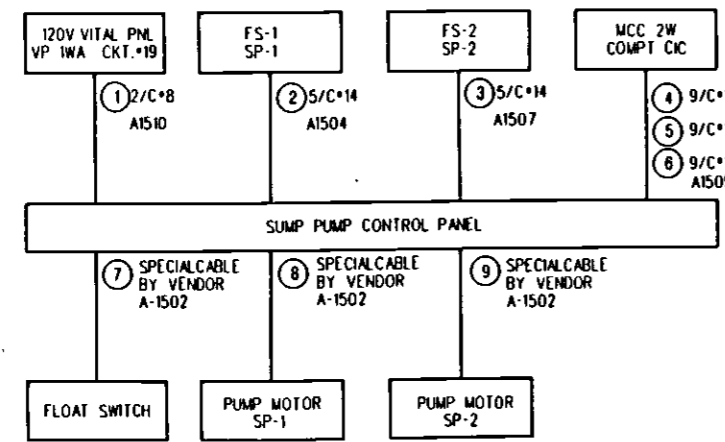 120V VITAL PNL
VP 1WA CKT.•19
FS-1
SP-1
FS-2
SP-2
MCC 2W
COMPT CIC
1 2/C•8
A1510
2 5/C•14
A1504
3 5/C•14
A1507
4 9/C•
5 9/C•
6 9/C•
A150
SUMP PUMP CONTROL PANEL
7 SPECIALCABLE
BY VENDOR
A-1502
8 SPECIALCABLE
BY VENDOR
A-1502
9 SPECIALCABLE
BY VENDOR
A-1502
FLOAT SWITCH
PUMP MOTOR
SP-1
PUMP MOTOR
SP-2